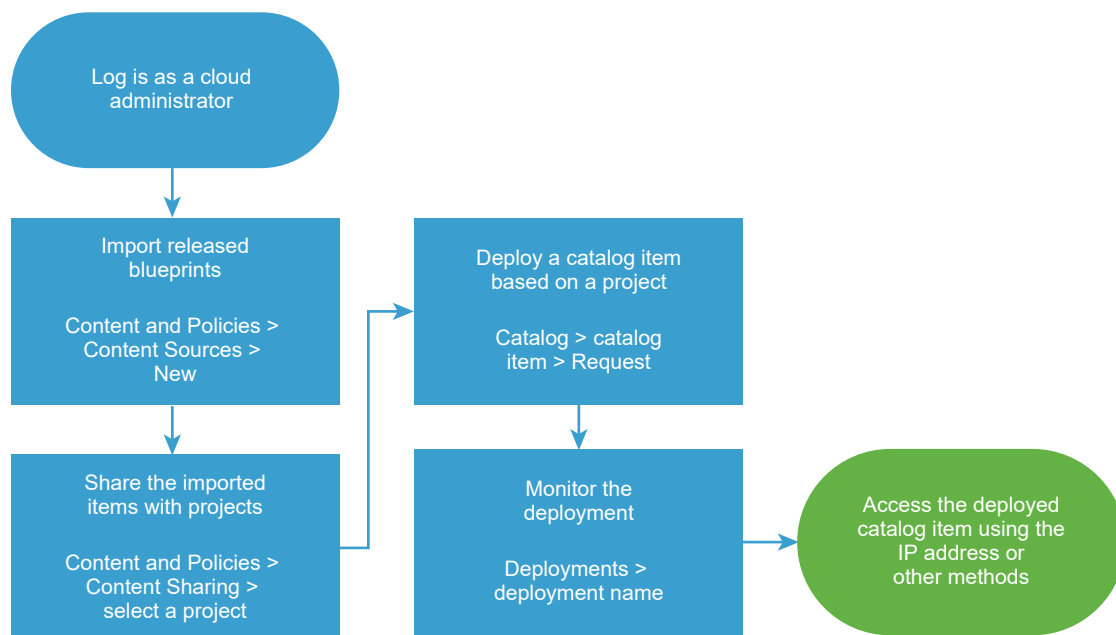 Log is as a cloud
administrator
Import released
blueprints
Content and Policies >
Content Sources >
New
Share the imported
items with projects
Content and Policies >
Content Sharing >
select a project
Deploy a catalog item
based on a project
Catalog > catalog
item > Request
Monitor the
deployment
Deployments >
deployment name
Access the deployed
catalog item using the
IP address or
other methods